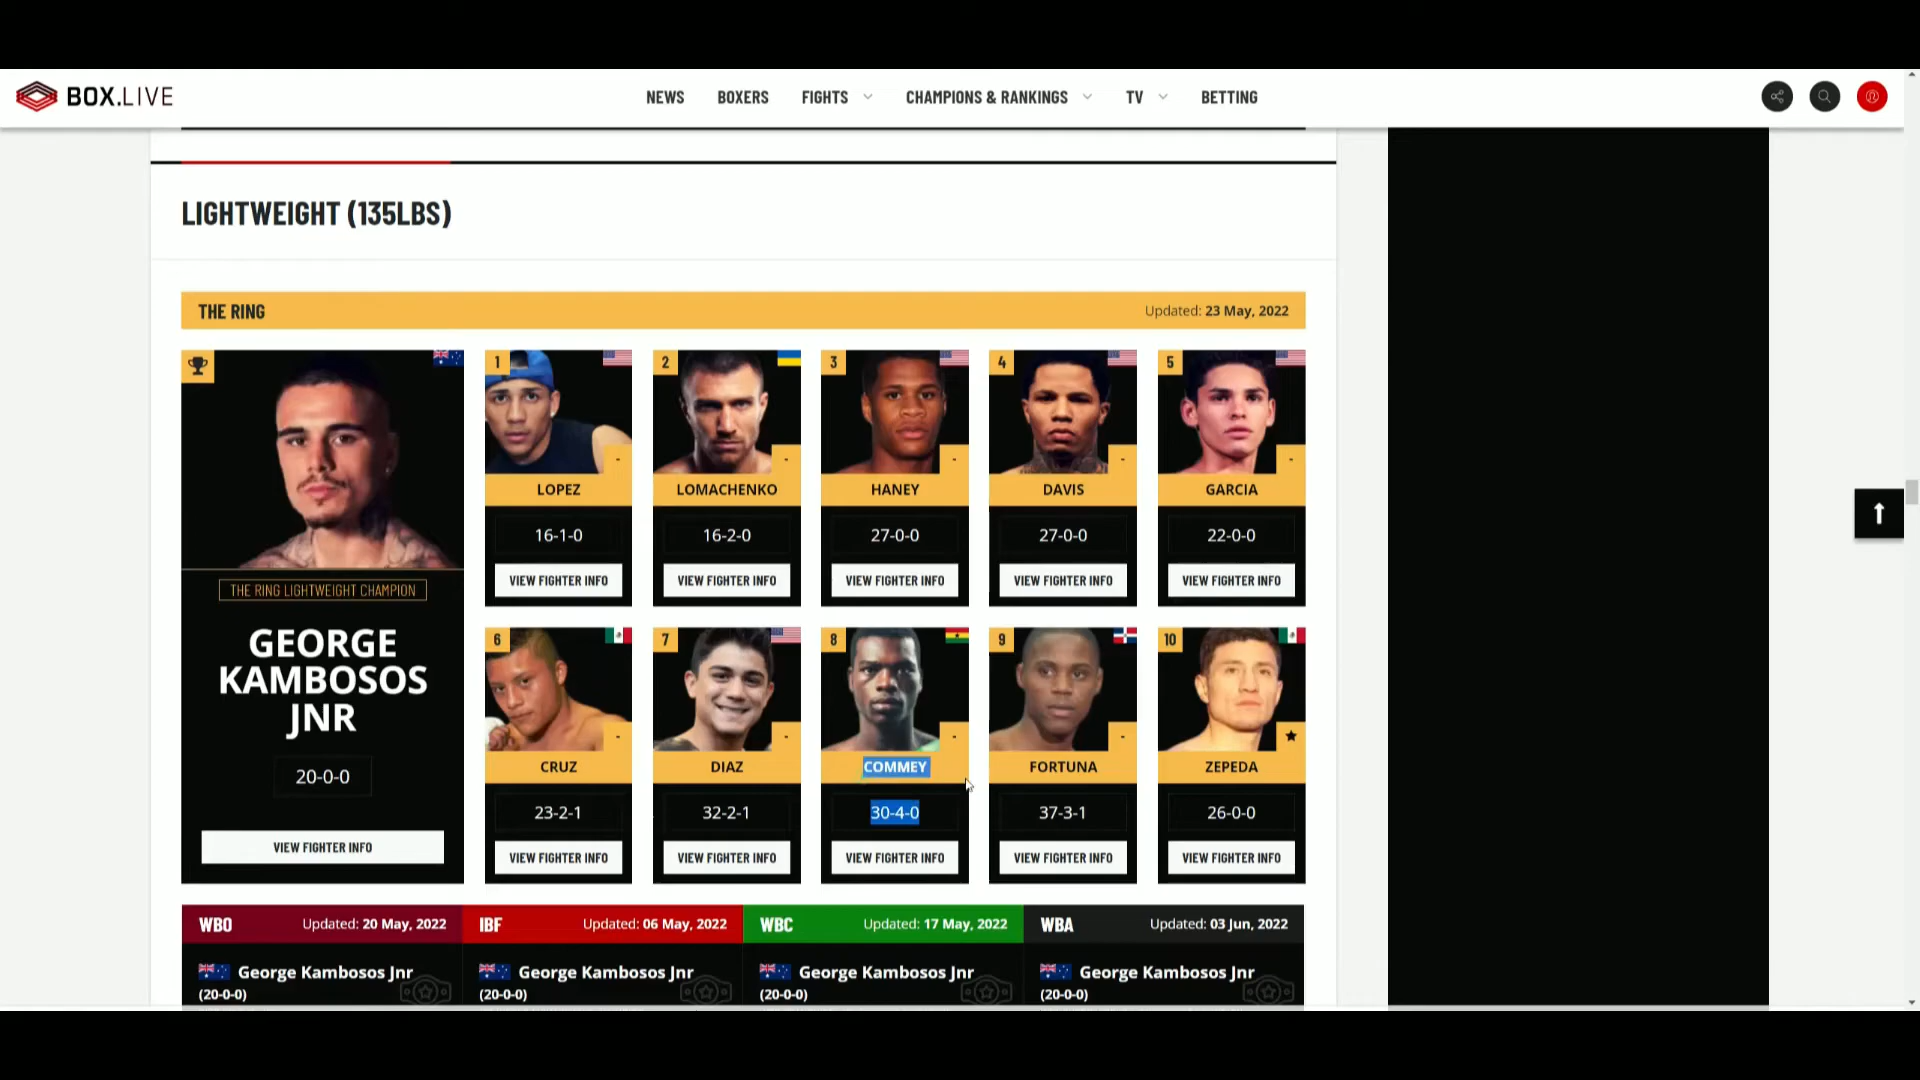 BOX.LIVE
NEWS BOXERS FIGHTS CHAMPIONS & RANKINGS TV BETTING
LIGHTWEIGHT (135LBS)
THE RING Updated: 23 May, 2022
THE RING LIGHTWEIGHT CHAMPION
GEORGE
KAMBOSOS
JNR
20-0-0
VIEW FIGHTER INFO
1 2 3 4 5
- - - - -
LOPEZ LOMACHENKO HANEY DAVIS GARCIA
16-1-0 16-2-0 27-0-0 27-0-0 22-0-0
VIEW FIGHTER INFO VIEW FIGHTER INFO VIEW FIGHTER INFO VIEW FIGHTER INFO VIEW FIGHTER INFO
6 7 8 9 10
- - - - ★
CRUZ DIAZ COMMEY FORTUNA ZEPEDA
23-2-1 32-2-1 30-4-0 37-3-1 26-0-0
VIEW FIGHTER INFO VIEW FIGHTER INFO VIEW FIGHTER INFO VIEW FIGHTER INFO VIEW FIGHTER INFO
WBO Updated: 20 May, 2022 IBF Updated: 06 May, 2022 WBC Updated: 17 May, 2022 WBA Updated: 03 Jun, 2022
George Kambosos Jnr George Kambosos Jnr George Kambosos Jnr George Kambosos Jnr
(20-0-0) (20-0-0) (20-0-0) (20-0-0)